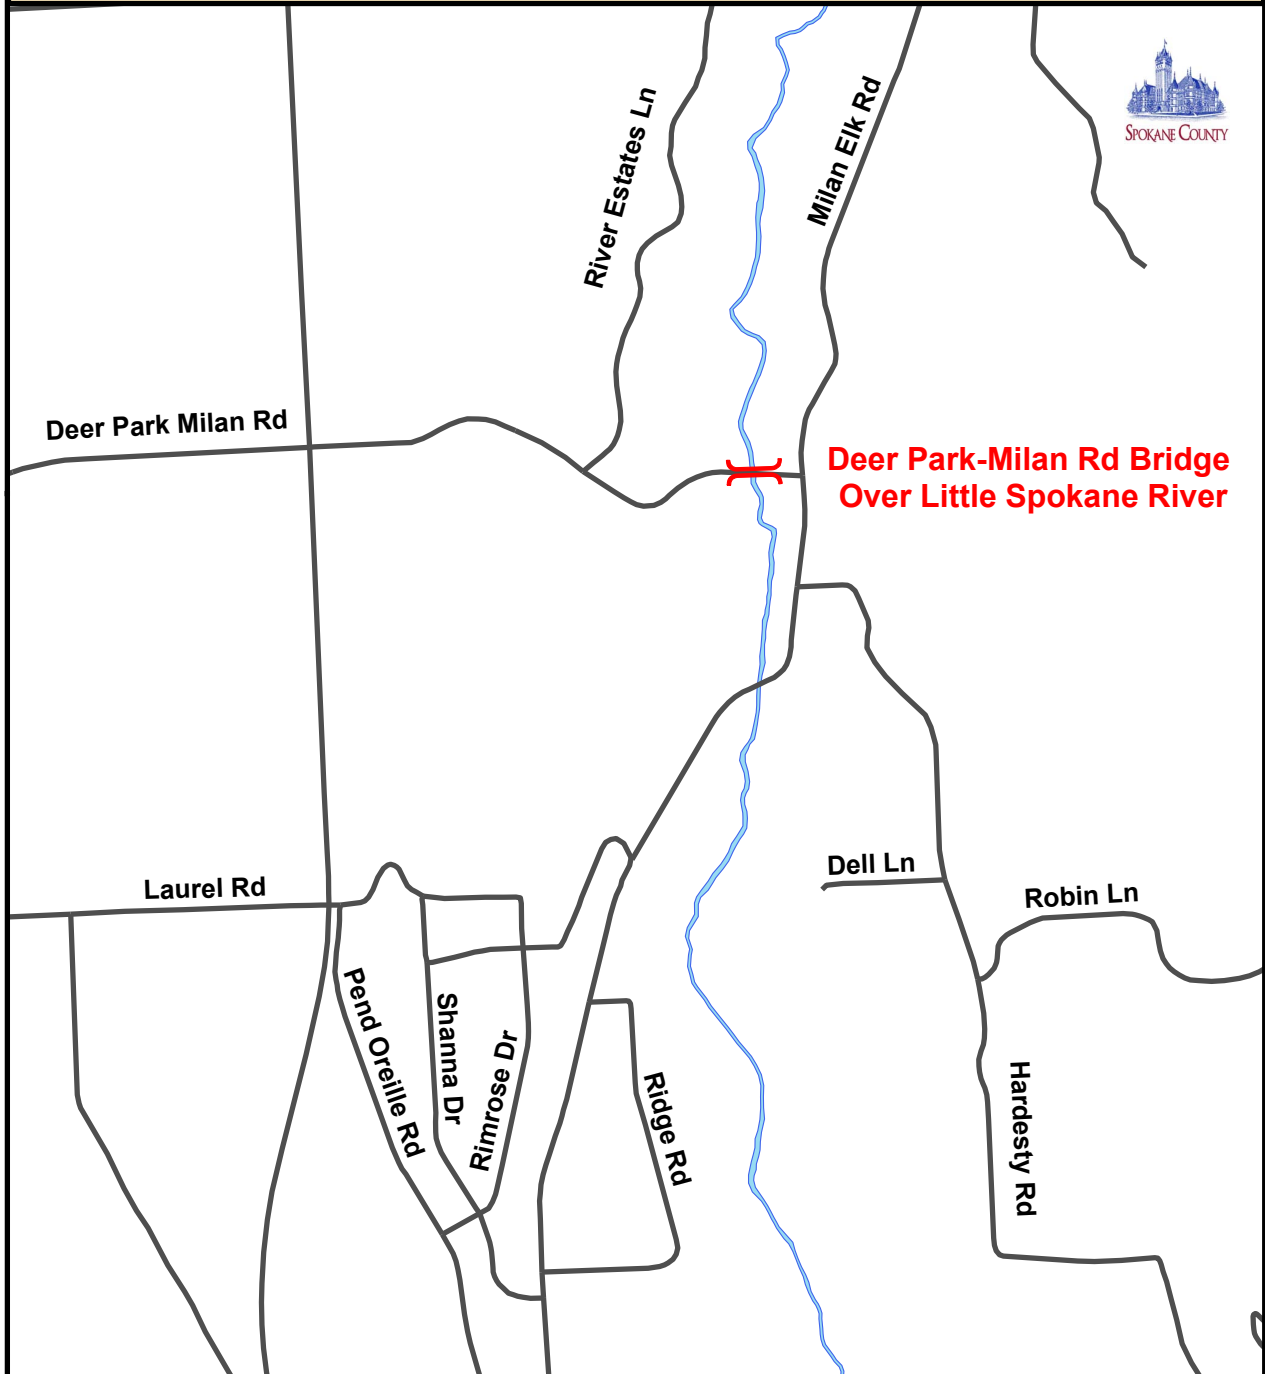 SPOKANE COUNTY
River Estates Ln
Milan Elk Rd
Deer Park Milan Rd
Deer Park-Milan Rd Bridge
Over Little Spokane River
Laurel Rd
Dell Ln
Robin Ln
Pend Oreille Rd
Shanna Dr
Rimrose Dr
Ridge Rd
Hardesty Rd